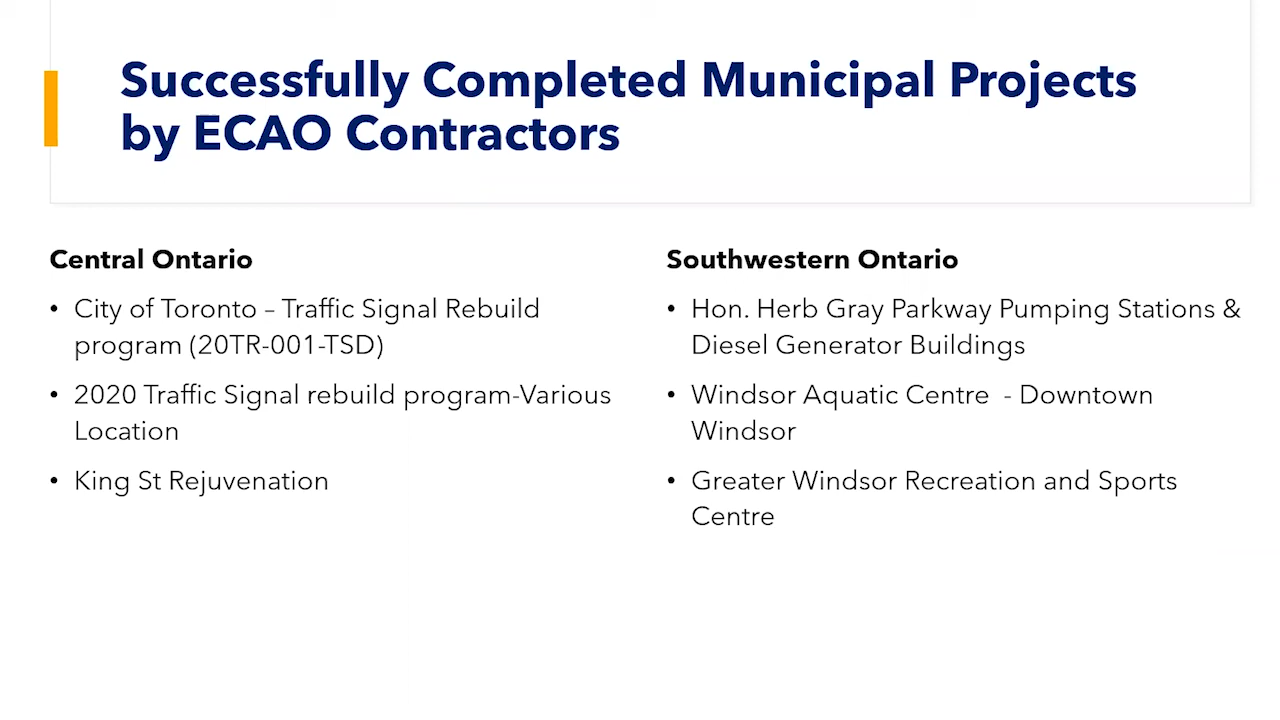 Successfully Completed Municipal Projects
by ECAO Contractors
Central Ontario
• City of Toronto – Traffic Signal Rebuild
program (20TR-001-TSD)
• 2020 Traffic Signal rebuild program-Various
Location
• King St Rejuvenation
Southwestern Ontario
• Hon. Herb Gray Parkway Pumping Stations &
Diesel Generator Buildings
• Windsor Aquatic Centre  - Downtown
Windsor
• Greater Windsor Recreation and Sports
Centre